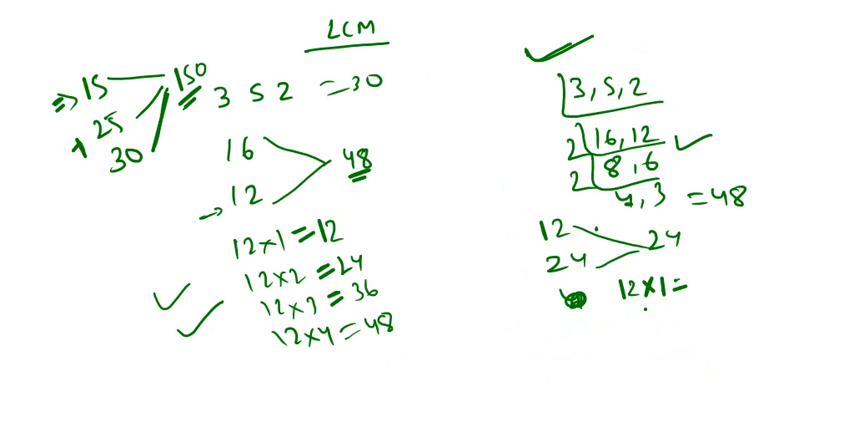 LCM
15 150
25
30
3 5 2 = 30
16
12 48
12×1 = 12
12×2 = 24
12×3 = 36
12×4 = 48
3, 5, 2
2 16, 12
2 8, 6
4, 3 = 48
12 24
24
12×1 =